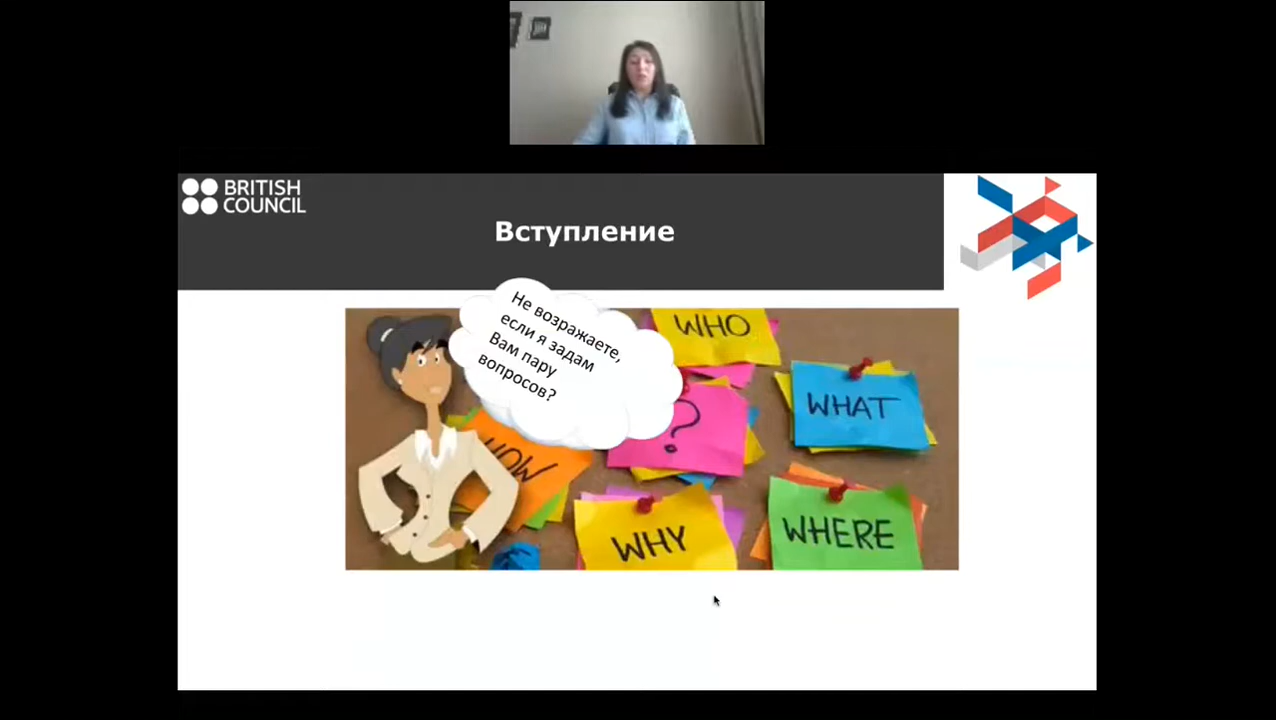 BRITISH
COUNCIL
Вступление
Не возражаете,
если я задам
Вам пару
вопросов?
WHO
WHAT
?
HOW
WHY
WHERE